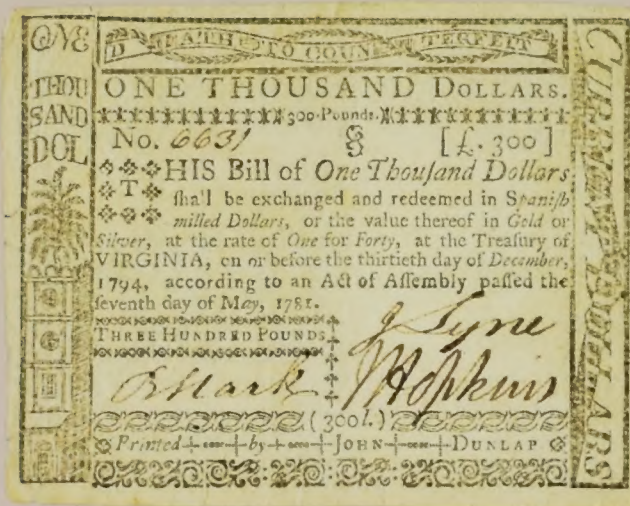 ONE
THOU
SAND
DOL
DEATH TO COUNTERFEIT
ONE THOUSAND DOLLARS.
300 Pounds.
No. 6631 [£. 300]
THIS Bill of One Thouſand Dollars
ſhall be exchanged and redeemed in Spaniſh
milled Dollars, or the value thereof in Gold or
Silver, at the rate of One for Forty, at the Treaſury of
VIRGINIA, on or before the thirtieth day of December,
1794, according to an Act of Aſſembly paſſed the
ſeventh day of May, 1781.
THREE HUNDRED POUNDS
J Lyne
J Hopkins
(300l.)
Printed by JOHN DUNLAP